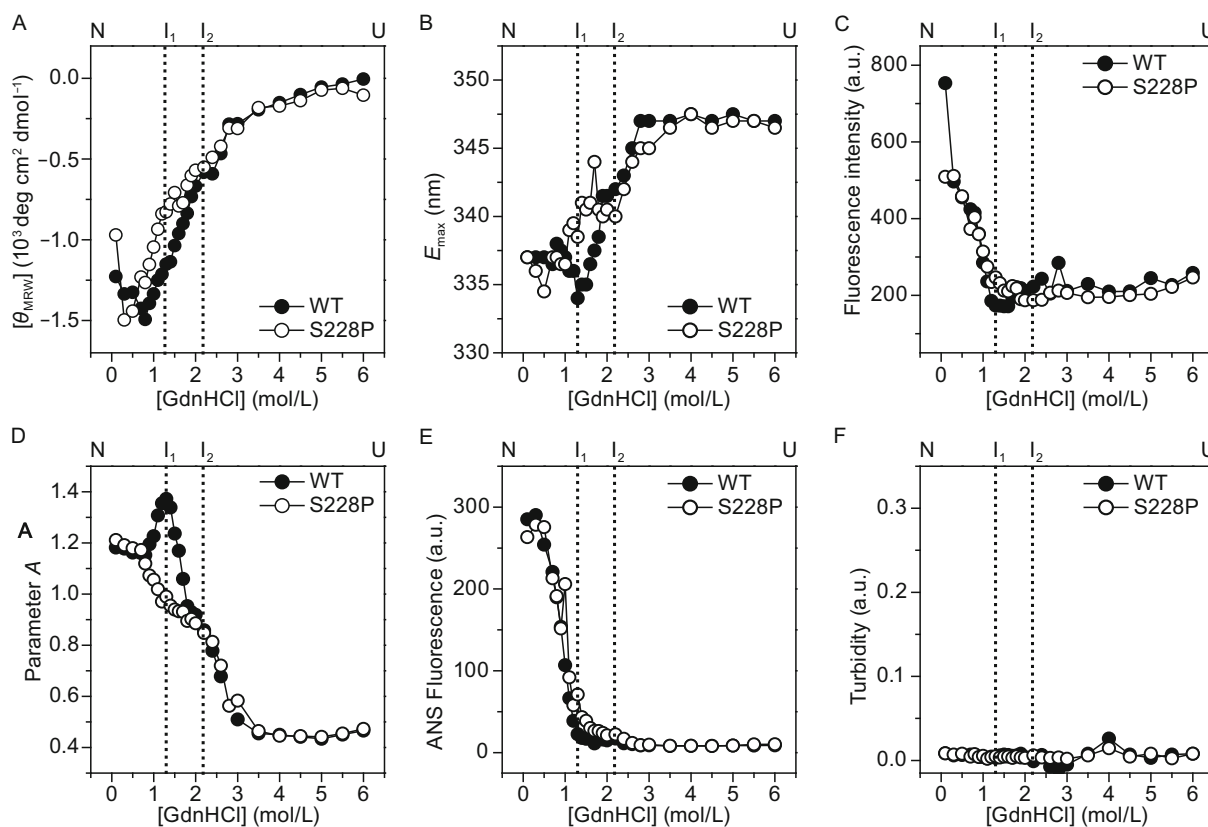 A
N
I₁
I₂
U
0.0
−0.5
−1.0
−1.5
[θMRW] (10³ deg cm² dmol⁻¹)
WT
S228P
0 1 2 3 4 5 6
[GdnHCl] (mol/L)
B
N
I₁
I₂
U
350
345
340
335
330
Emax (nm)
WT
S228P
0 1 2 3 4 5 6
[GdnHCl] (mol/L)
C
N
I₁
I₂
U
800
600
400
200
Fluorescence intensity (a.u.)
WT
S228P
0 1 2 3 4 5 6
[GdnHCl] (mol/L)
D
N
I₁
I₂
U
1.4
1.2
1.0
0.8
0.6
0.4
A
Parameter A
WT
S228P
0 1 2 3 4 5 6
[GdnHCl] (mol/L)
E
N
I₁
I₂
U
300
200
100
0
ANS Fluorescence (a.u.)
WT
S228P
0 1 2 3 4 5 6
[GdnHCl] (mol/L)
F
N
I₁
I₂
U
0.3
0.2
0.1
0.0
Turbidity (a.u.)
WT
S228P
0 1 2 3 4 5 6
[GdnHCl] (mol/L)